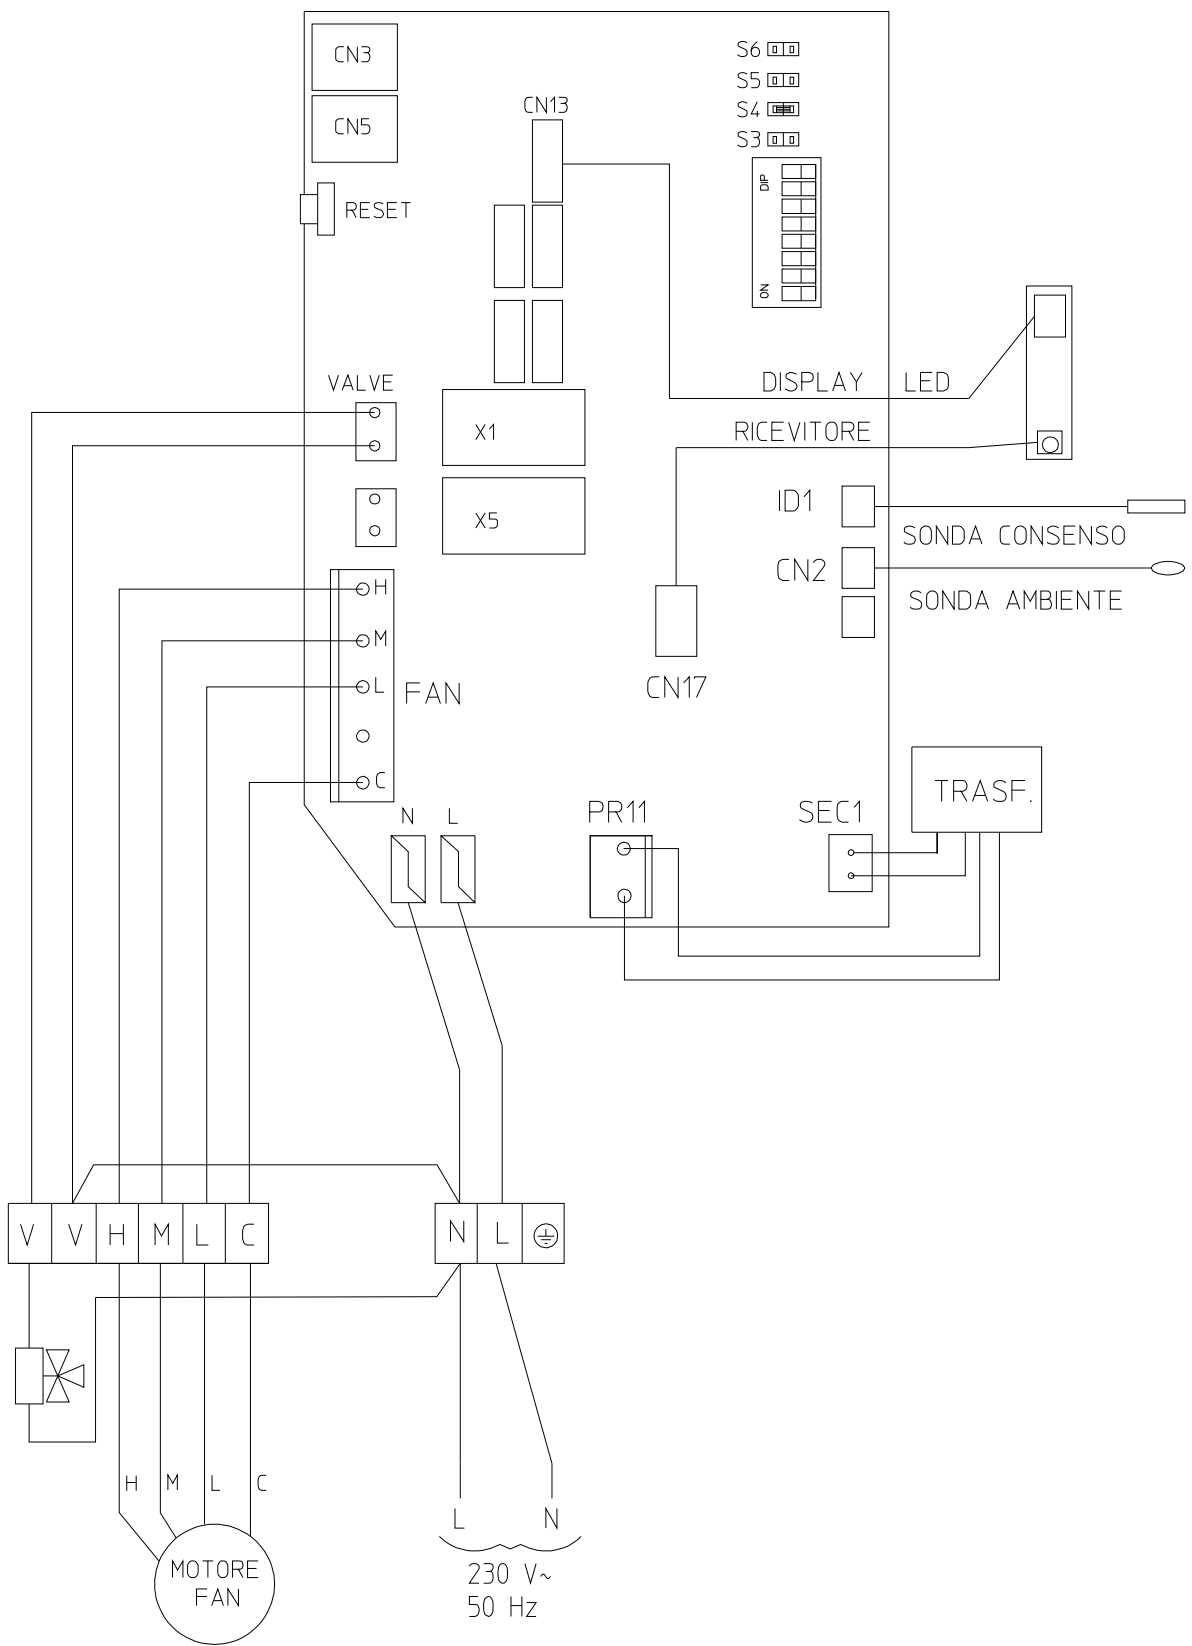 CN3
S6
S5
CN13
S4
CN5
S3
DIP
RESET
ON
VALVE
DISPLAY LED
X1
RICEVITORE
ID1
X5
SONDA CONSENSO
CN2
H
SONDA AMBIENTE
M
L
FAN
CN17
C
TRASF.
N
L
PR11
SEC1
V
V
H
M
L
C
N
L
H
M
L
C
L
N
MOTORE
FAN
230 V~
50 Hz